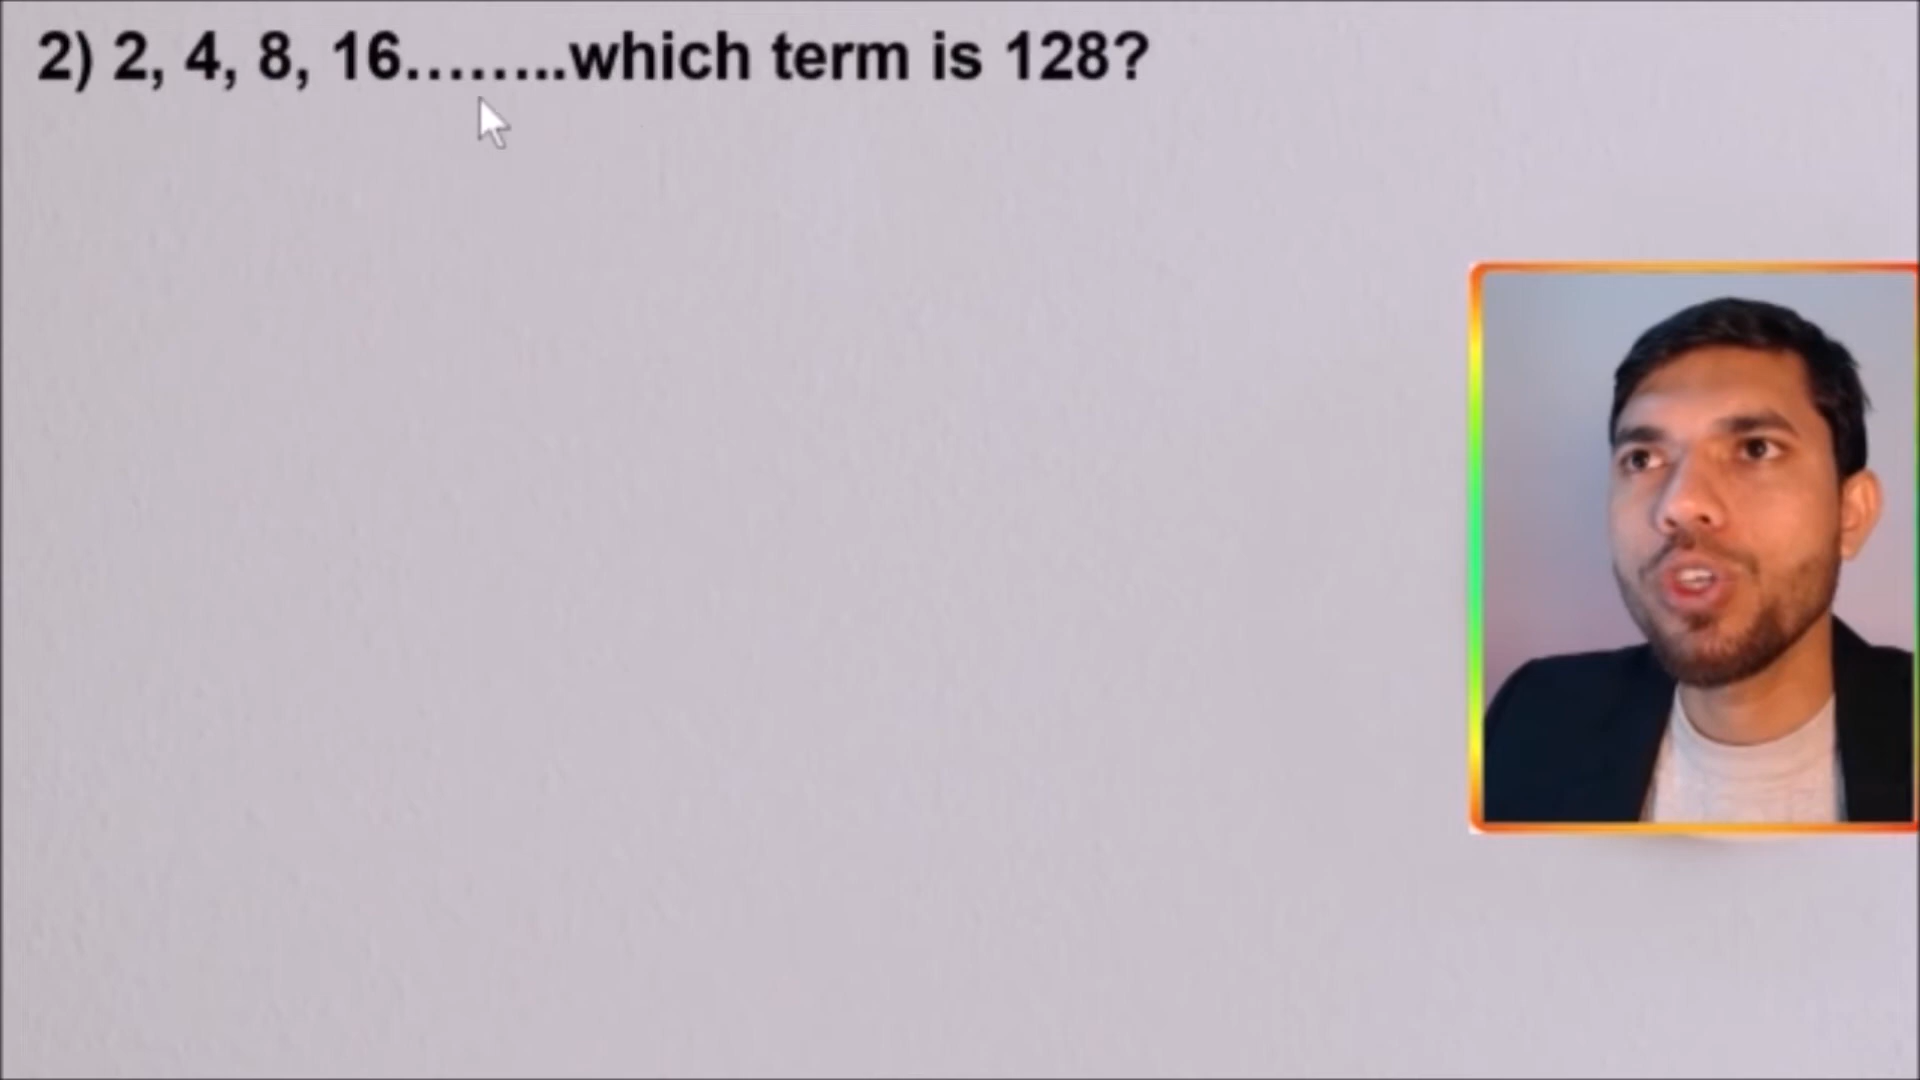 2) 2, 4, 8, 16……..which term is 128?